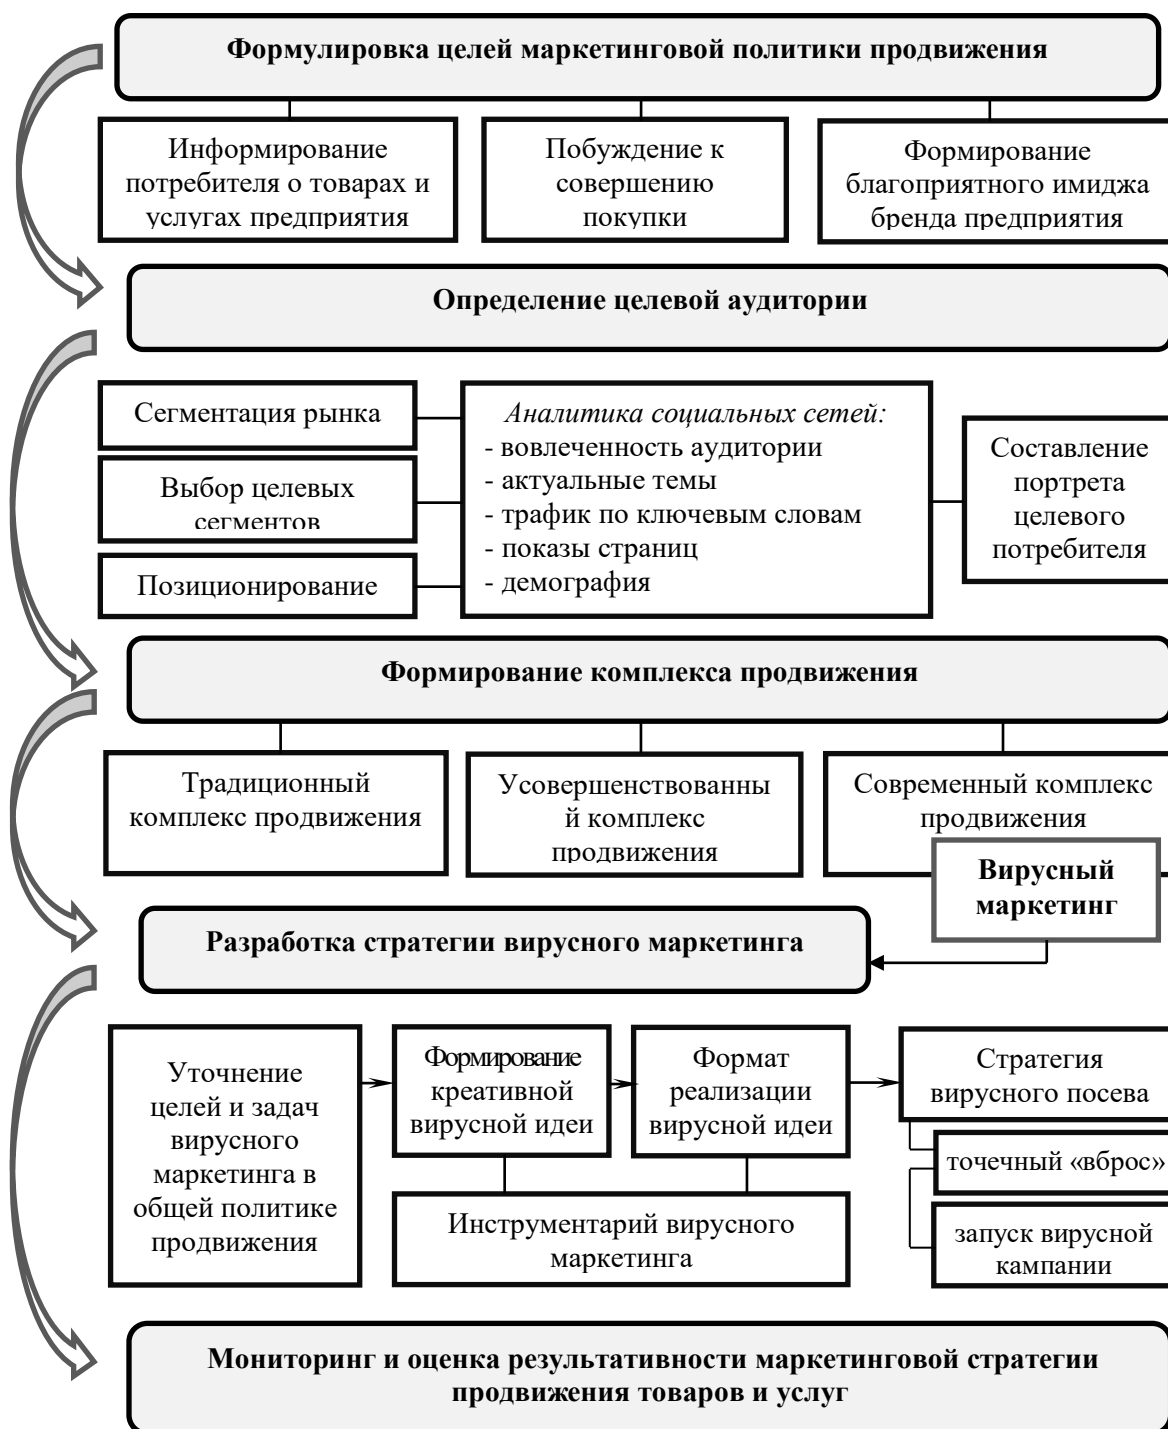 Формулировка целей маркетинговой политики продвижения
Информирование
потребителя о товарах и
услугах предприятия
Побуждение к
совершению
покупки
Формирование
благоприятного имиджа
бренда предприятия
Определение целевой аудитории
Сегментация рынка
Выбор целевых
сегментов
Позиционирование
Аналитика социальных сетей:
- вовлеченность аудитории
- актуальные темы
- трафик по ключевым словам
- показы страниц
- демография
Составление
портрета
целевого
потребителя
Формирование комплекса продвижения
Традиционный
комплекс продвижения
Усовершенствованны
й комплекс
продвижения
Современный комплекс
продвижения
Вирусный
маркетинг
Разработка стратегии вирусного маркетинга
Уточнение
целей и задач
вирусного
маркетинга в
общей политике
продвижения
Формирование
креативной
вирусной идеи
Формат
реализации
вирусной идеи
Инструментарий вирусного
маркетинга
Стратегия
вирусного посева
точечный «вброс»
запуск вирусной
кампании
Мониторинг и оценка результативности маркетинговой стратегии
продвижения товаров и услуг